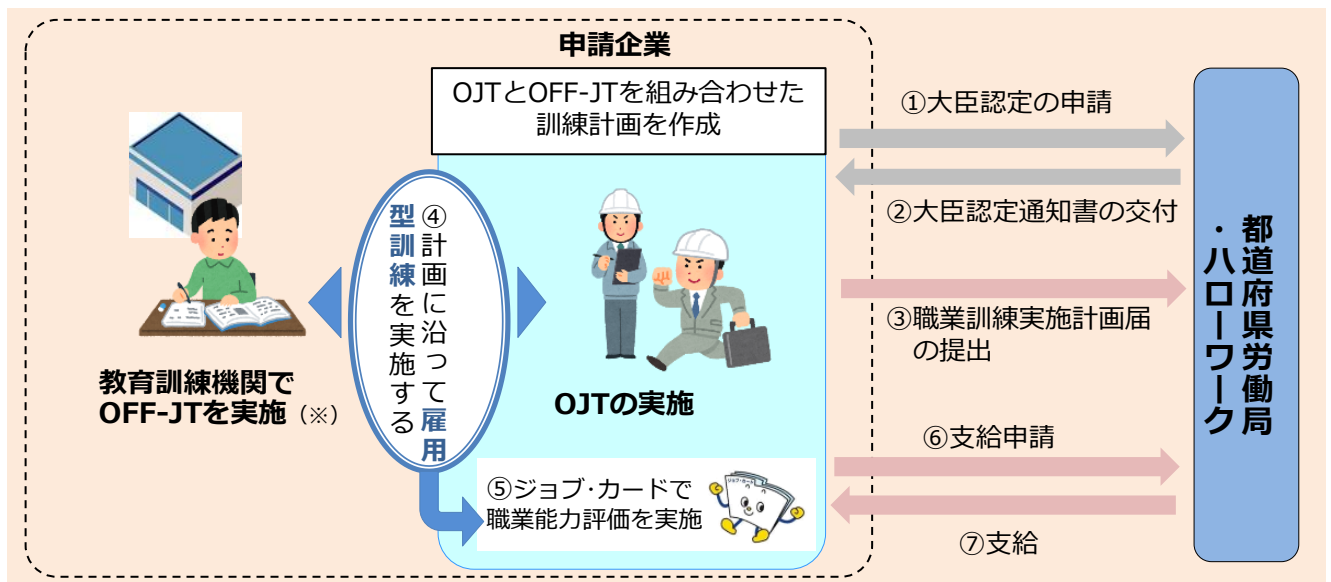 申請企業
OJTとOFF-JTを組み合わせた
訓練計画を作成
①大臣認定の申請
②大臣認定通知書の交付
③職業訓練実施計画届
の提出
④計画に沿って雇用
型訓練を実施する
教育訓練機関で
OFF-JTを実施（※）
OJTの実施
⑤ジョブ・カードで
職業能力評価を実施
ジョブ・カード
⑥支給申請
⑦支給
都道府県労働局
・ハローワーク